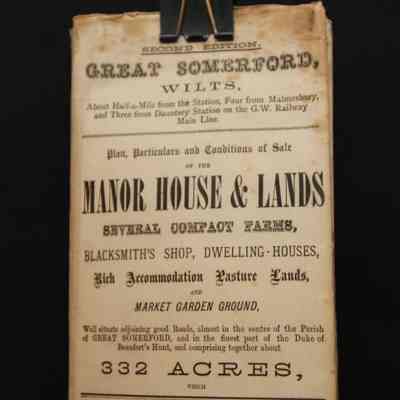 SECOND EDITION.
GREAT SOMERFORD,
WILTS,
About Half-a-Mile from the Station, Four from Malmesbury,
and Three from Dauntsey Station on the G.W. Railway
Main Line.
Plan, Particulars and Conditions of Sale
OF THE
MANOR HOUSE & LANDS
SEVERAL COMPACT FARMS,
BLACKSMITH'S SHOP, DWELLING-HOUSES,
Rich Accommodation Pasture Lands,
AND
MARKET GARDEN GROUND,
Well situate adjoining good Roads, almost in the centre of the Parish
of GREAT SOMERFORD, and in the finest part of the Duke of
Beaufort's Hunt, and comprising together about
332 ACRES,
WHICH